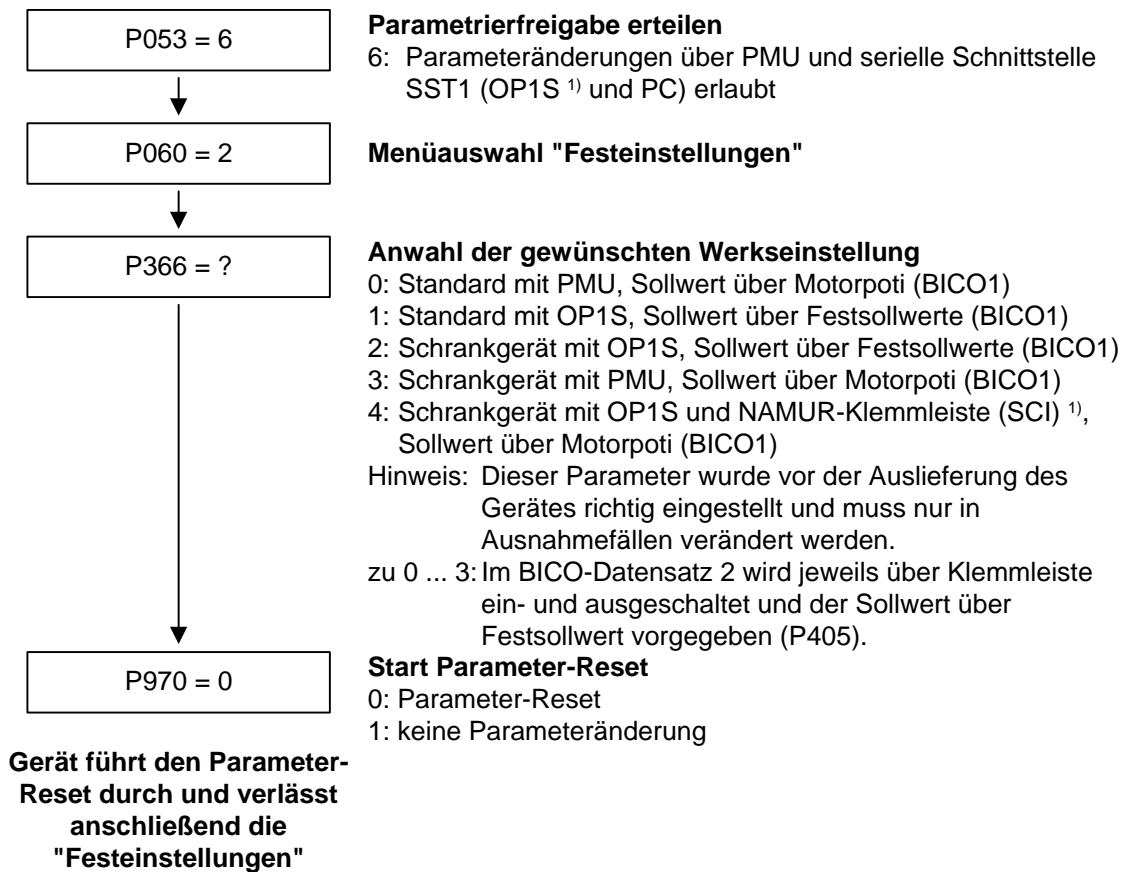 P053 = 6
Parametrierfreigabe erteilen
6: Parameteränderungen über PMU und serielle Schnittstelle
SST1 (OP1S 1) und PC) erlaubt
P060 = 2
Menüauswahl "Festeinstellungen"
P366 = ?
Anwahl der gewünschten Werkseinstellung
0: Standard mit PMU, Sollwert über Motorpoti (BICO1)
1: Standard mit OP1S, Sollwert über Festsollwerte (BICO1)
2: Schrankgerät mit OP1S, Sollwert über Festsollwerte (BICO1)
3: Schrankgerät mit PMU, Sollwert über Motorpoti (BICO1)
4: Schrankgerät mit OP1S und NAMUR-Klemmleiste (SCI) 1),
Sollwert über Motorpoti (BICO1)
Hinweis: Dieser Parameter wurde vor der Auslieferung des
Gerätes richtig eingestellt und muss nur in
Ausnahmefällen verändert werden.
zu 0 ... 3: Im BICO-Datensatz 2 wird jeweils über Klemmleiste
ein- und ausgeschaltet und der Sollwert über
Festsollwert vorgegeben (P405).
P970 = 0
Start Parameter-Reset
0: Parameter-Reset
1: keine Parameteränderung
Gerät führt den Parameter-
Reset durch und verlässt
anschließend die
"Festeinstellungen"